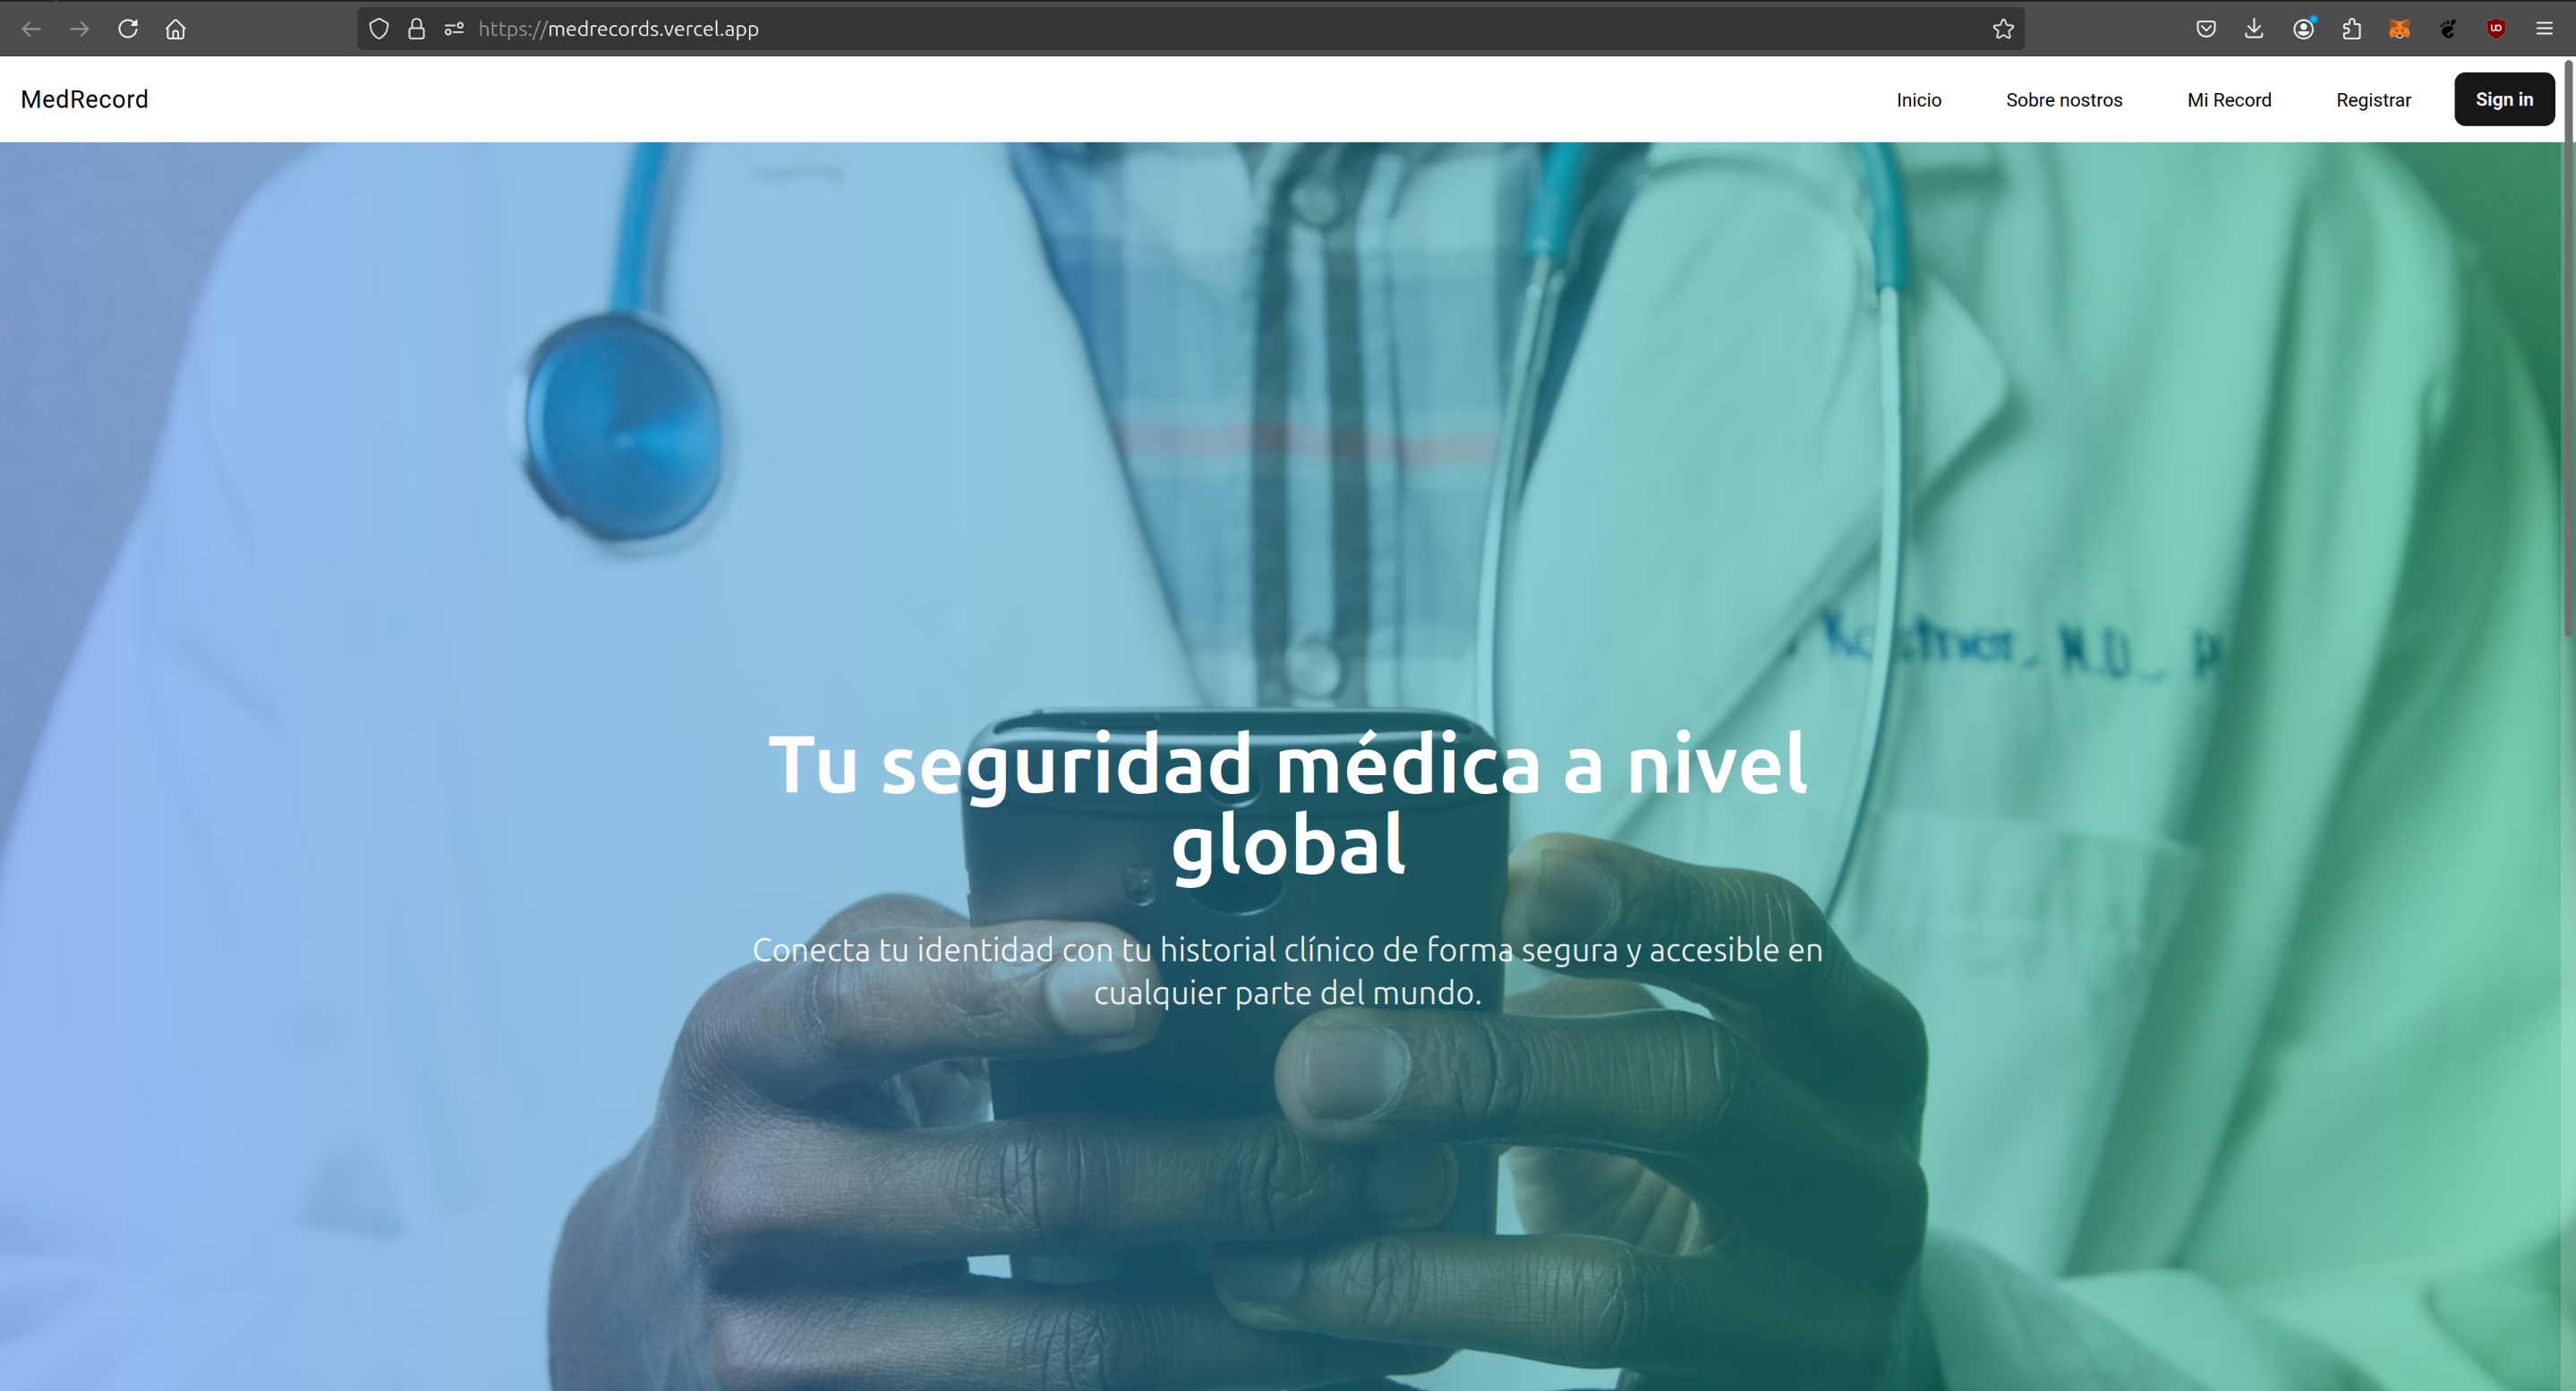 https://medrecords.vercel.app
MedRecord
Inicio
Sobre nostros
Mi Record
Registrar
Sign in
M.D.,
Tu seguridad médica a nivel
global
Conecta tu identidad con tu historial clínico de forma segura y accesible en
cualquier parte del mundo.